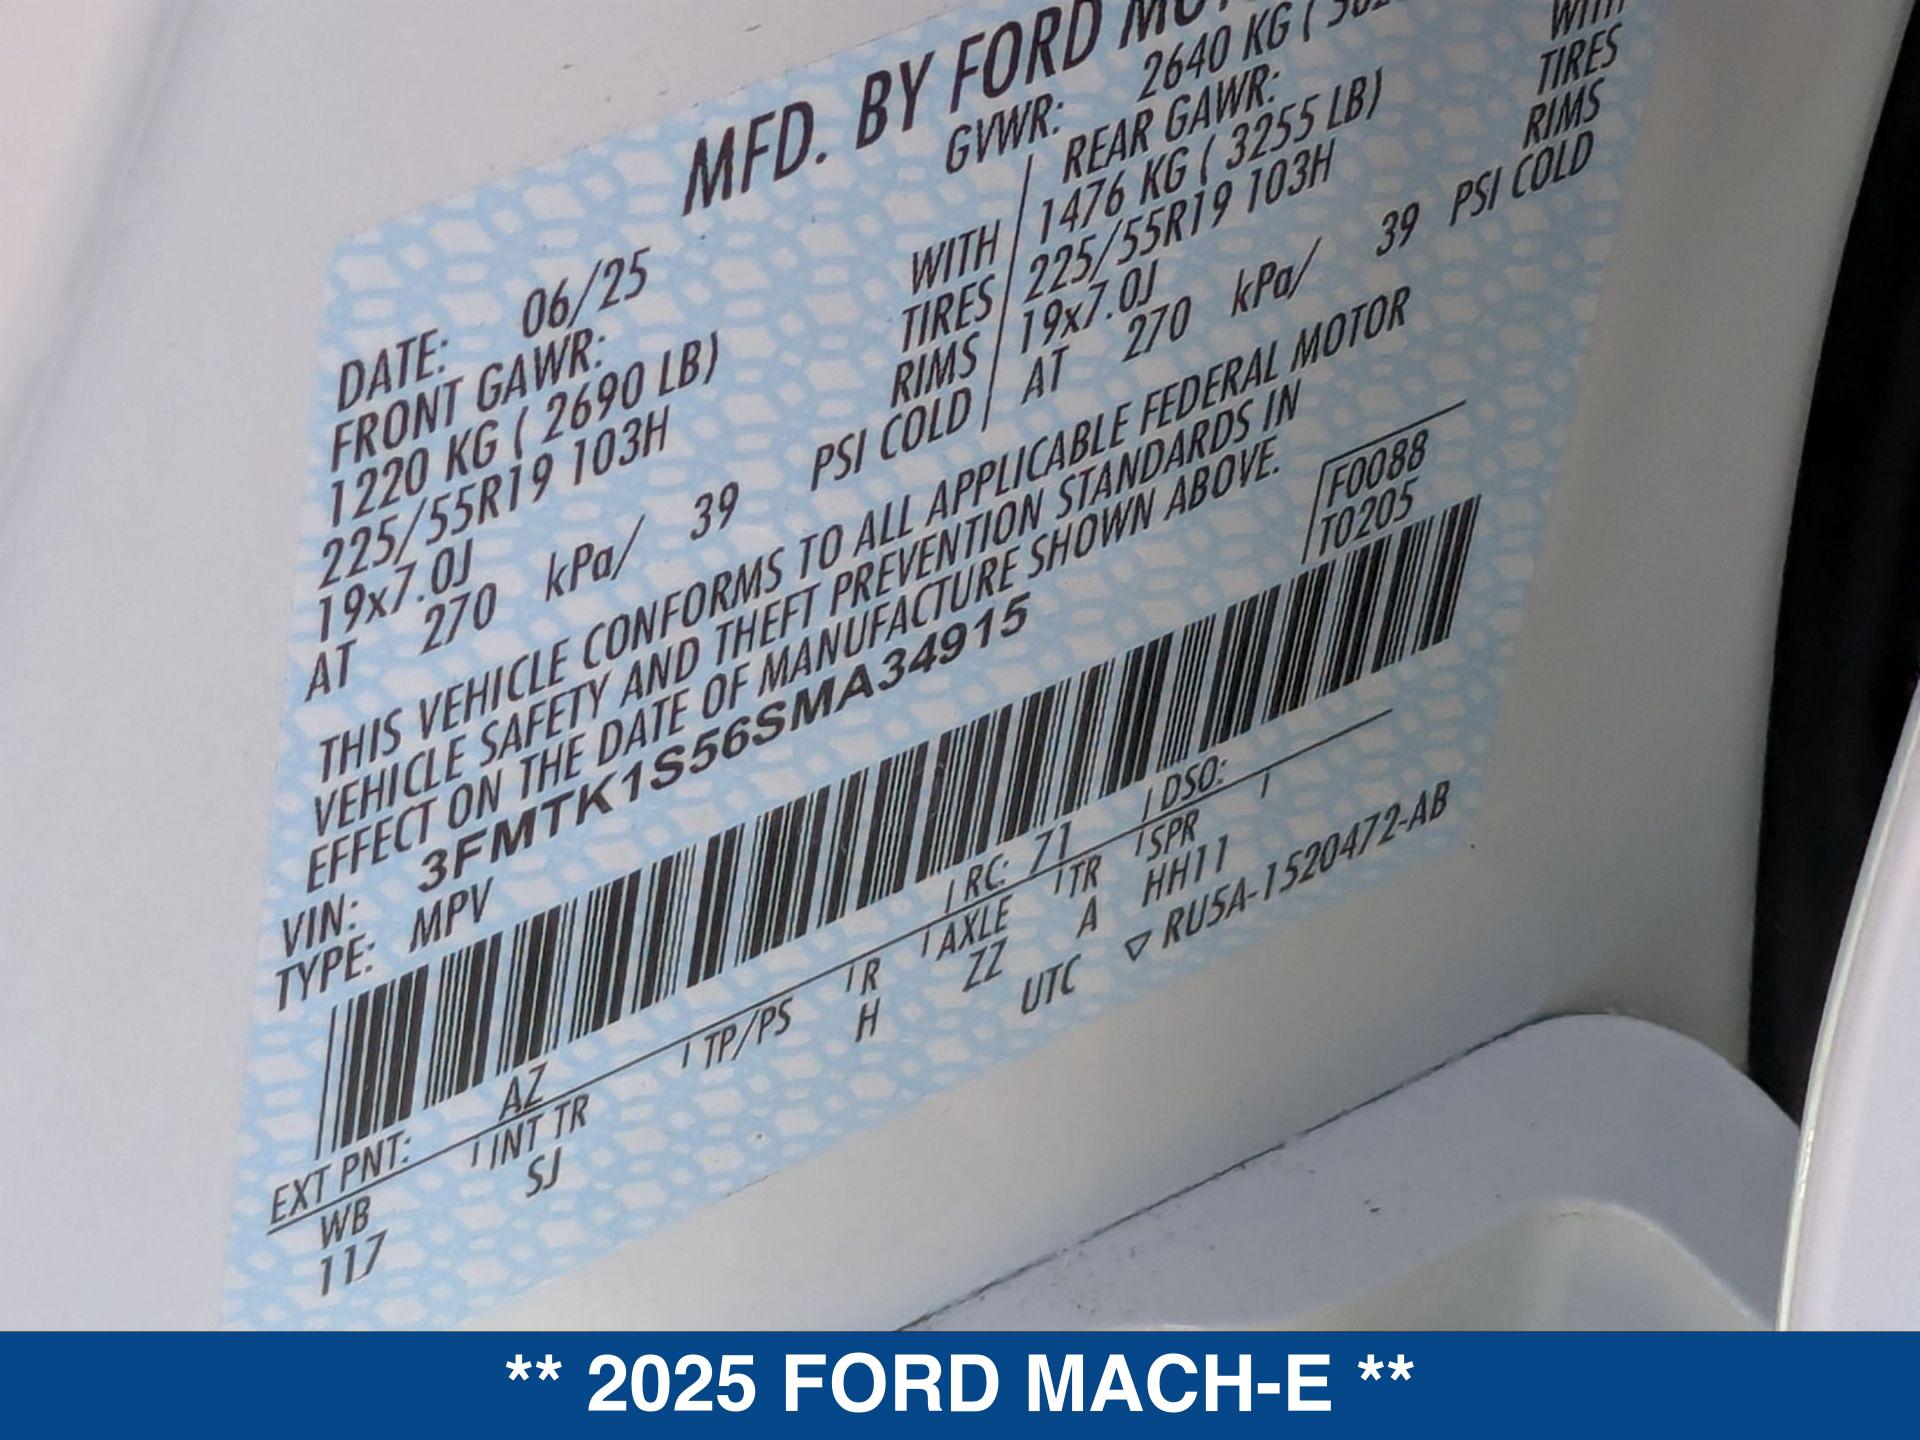 MFD. BY FORD
DATE: 06/25
GVWR: 2640 KG (
FRONT GAWR:
REAR GAWR:
1220 KG ( 2690 LB) WITH
1476 KG ( 3255 LB) WITH
225/55R19 103H TIRES
225/55R19 103H TIRES
19x7.0J RIMS
19x7.0J RIMS
AT 270 kPa/ 39 PSI COLD
AT 270 kPa/ 39 PSI COLD
THIS VEHICLE CONFORMS TO ALL APPLICABLE FEDERAL MOTOR
VEHICLE SAFETY AND THEFT PREVENTION STANDARDS IN
EFFECT ON THE DATE OF MANUFACTURE SHOWN ABOVE.
VIN: 3FMTK1S56SMA34915
TYPE: MPV
F0088
T0205
EXT PNT: AZ RC: 71 DSO:
WB INT TR TP/PS R AXLE TR SPR
117 SJ H ZZ A HH11
UTC ▽ RU5A-1520472-AB
** 2025 FORD MACH-E **